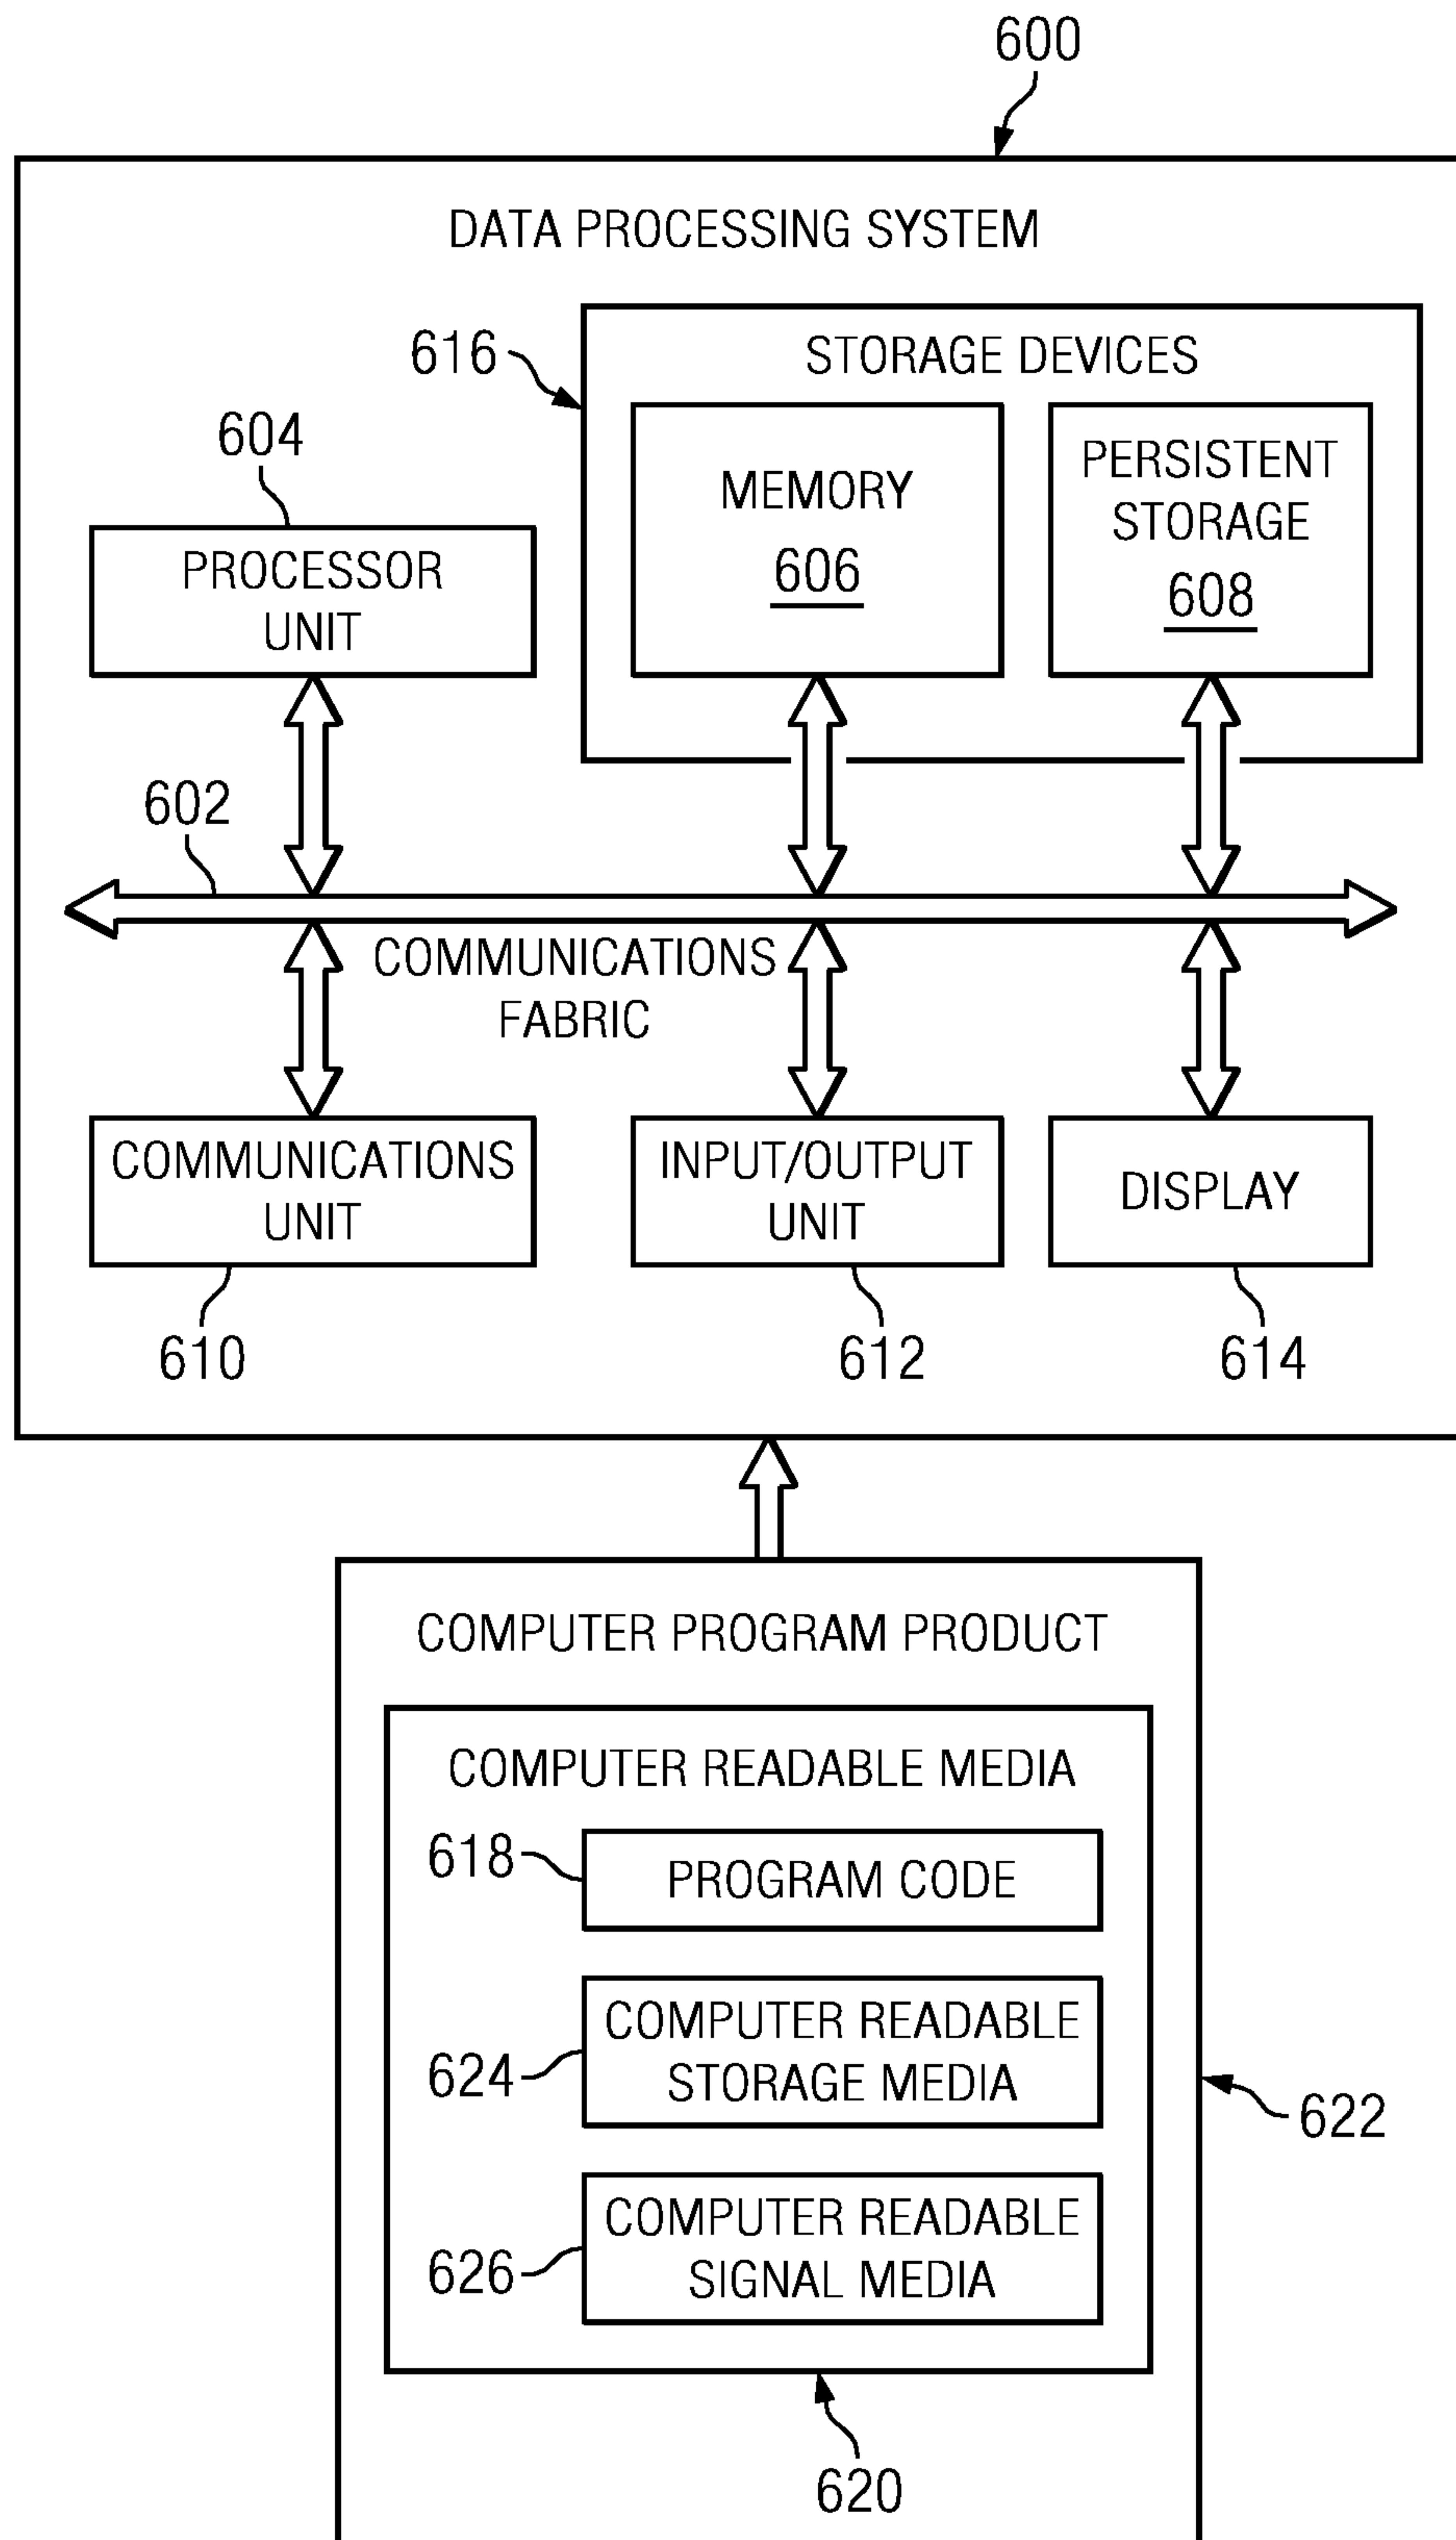 600
DATA PROCESSING SYSTEM
616
STORAGE DEVICES
604
MEMORY
606
PERSISTENT
STORAGE
608
PROCESSOR
UNIT
602
COMMUNICATIONS
FABRIC
COMMUNICATIONS
UNIT
INPUT/OUTPUT
UNIT
DISPLAY
610
612
614
COMPUTER PROGRAM PRODUCT
COMPUTER READABLE MEDIA
618
PROGRAM CODE
624
COMPUTER READABLE
STORAGE MEDIA
622
626
COMPUTER READABLE
SIGNAL MEDIA
620